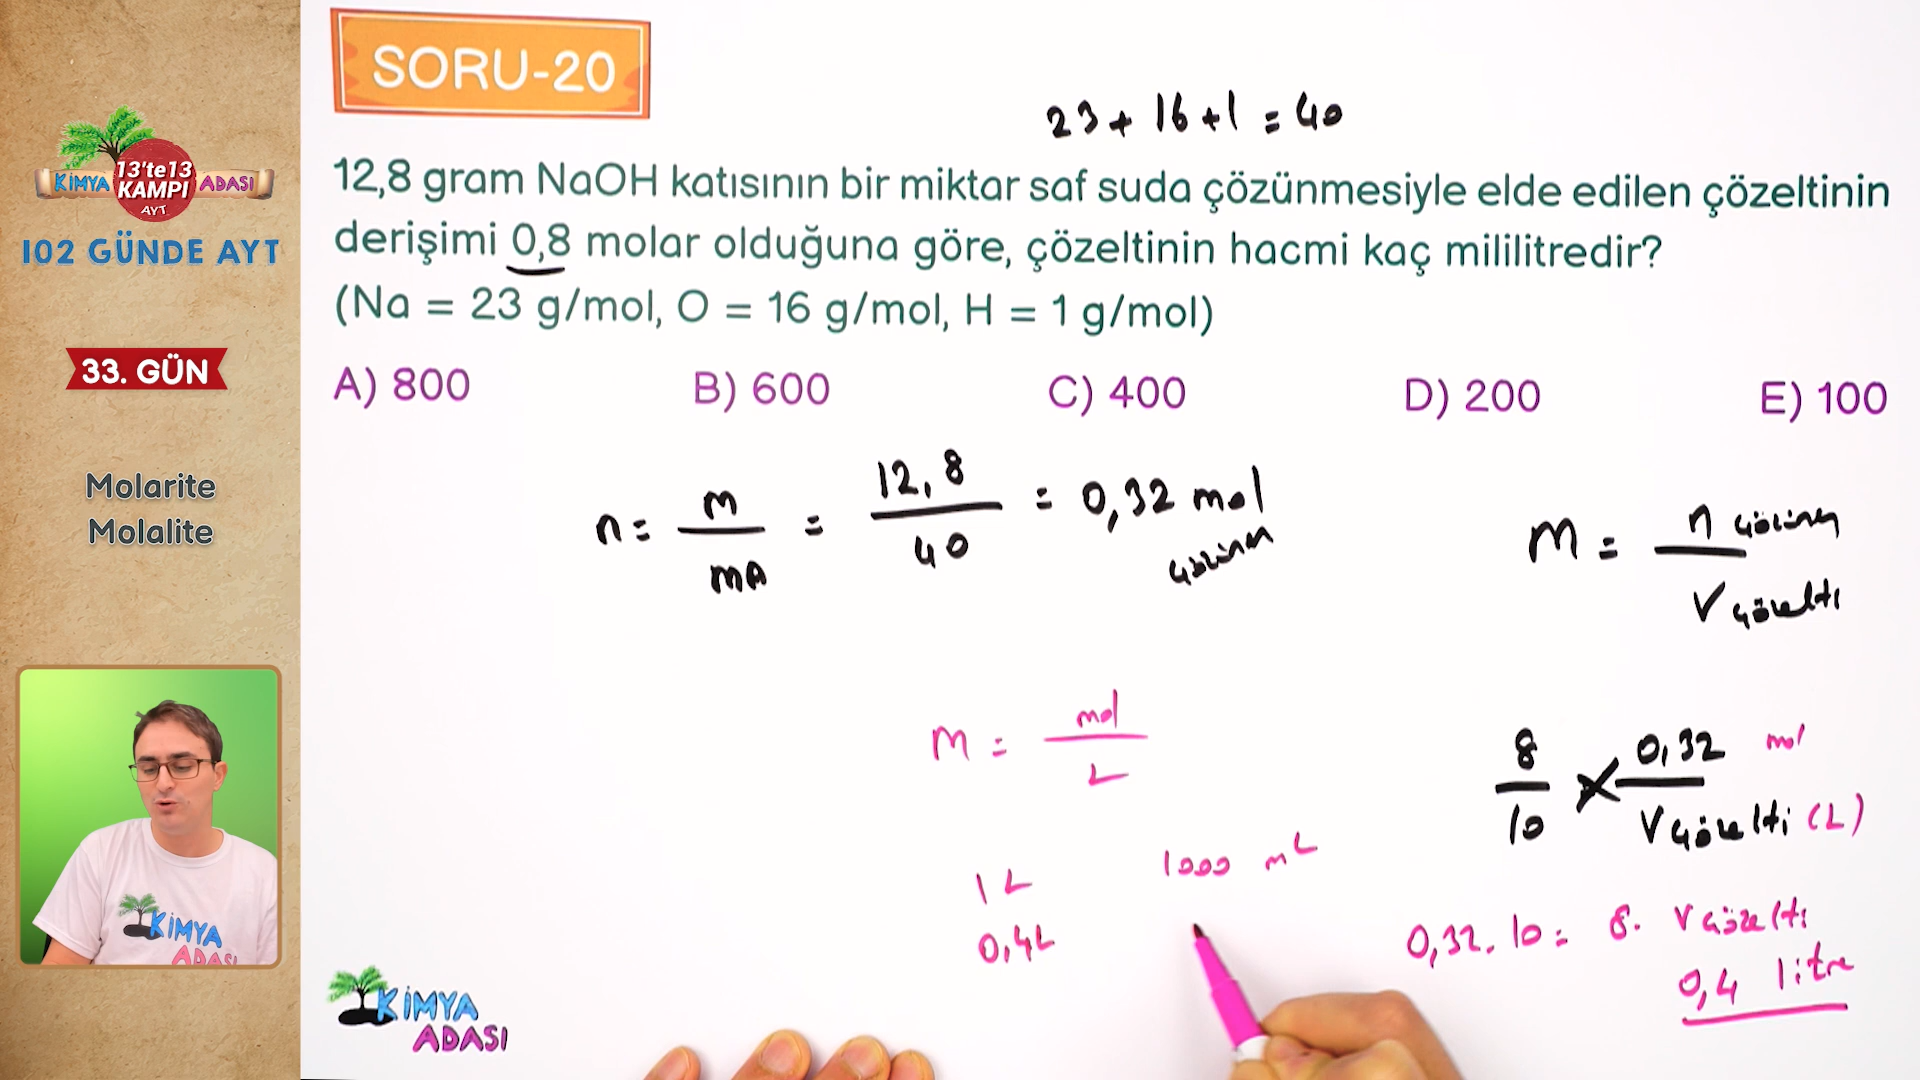 13'te13
KİMYA KAMPI ADASI
AYT
102 GÜNDE AYT
33. GÜN
Molarite
Molalite
KİMYA
ADASI
SORU-20
23 + 16 + 1 = 40
12,8 gram NaOH katısının bir miktar saf suda çözünmesiyle elde edilen çözeltinin
derişimi 0,8 molar olduğuna göre, çözeltinin hacmi kaç mililitredir?
(Na = 23 g/mol, O = 16 g/mol, H = 1 g/mol)
A) 800 B) 600 C) 400 D) 200 E) 100
n = m / mA = 12,8 / 40 = 0,32 mol
çözünen
M = n çözünen / V çözelti
M = mol / L
8 / 10 × 0,32 mol / V çözelti (L)
1 L 1000 mL
0,4 L
0,32 . 10 = 8 . V çözelti
0,4 litre
KİMYA
ADASI